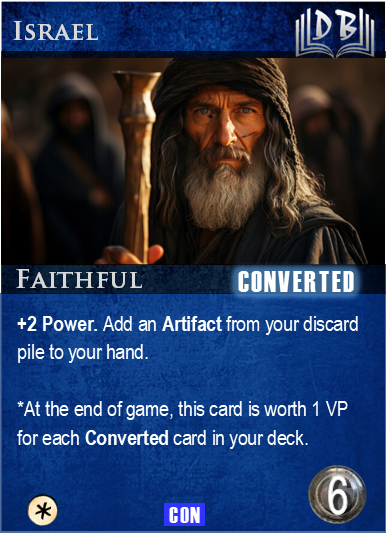 ISRAEL
DB
FAITHFUL
CONVERTED
+2 Power. Add an Artifact from your discard
pile to your hand.
*At the end of game, this card is worth 1 VP
for each Converted card in your deck.
*
CON
6